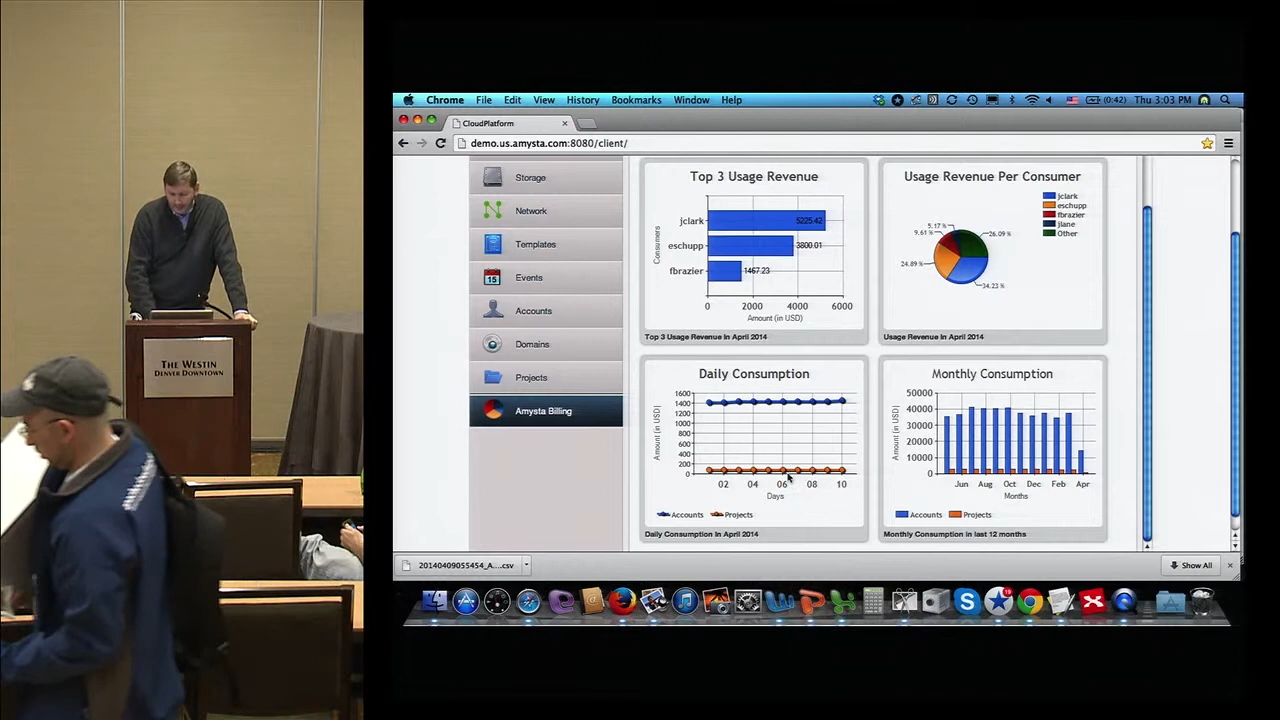 THE WESTIN
DENVER DOWNTOWN
Chrome File Edit View History Bookmarks Window Help
(0:42) Thu 3:03 PM
CloudPlatform
demo.us.amysta.com:8080/client/
Storage
Network
Templates
15
Events
Accounts
Domains
Projects
Amysta Billing
Top 3 Usage Revenue
Consumers
jclark 5225.42
eschupp 3800.01
fbrazier 1467.23
0 2000 4000 6000
Amount (in USD)
Top 3 Usage Revenue in April 2014
Usage Revenue Per Consumer
jclark
eschupp
fbrazier
jlane
Other
5.17 %
9.61 %
26.09 %
24.89 %
34.23 %
Usage Revenue in April 2014
Daily Consumption
Amount (in USD)
1600
1400
1200
1000
800
600
400
200
0
02 04 06 08 10
Days
Accounts Projects
Daily Consumption in April 2014
Monthly Consumption
Amount (in USD)
50000
40000
30000
20000
10000
0
Jun Aug Oct Dec Feb Apr
Months
Accounts Projects
Monthly Consumption in last 12 months
20140409055454_A....csv
Show All